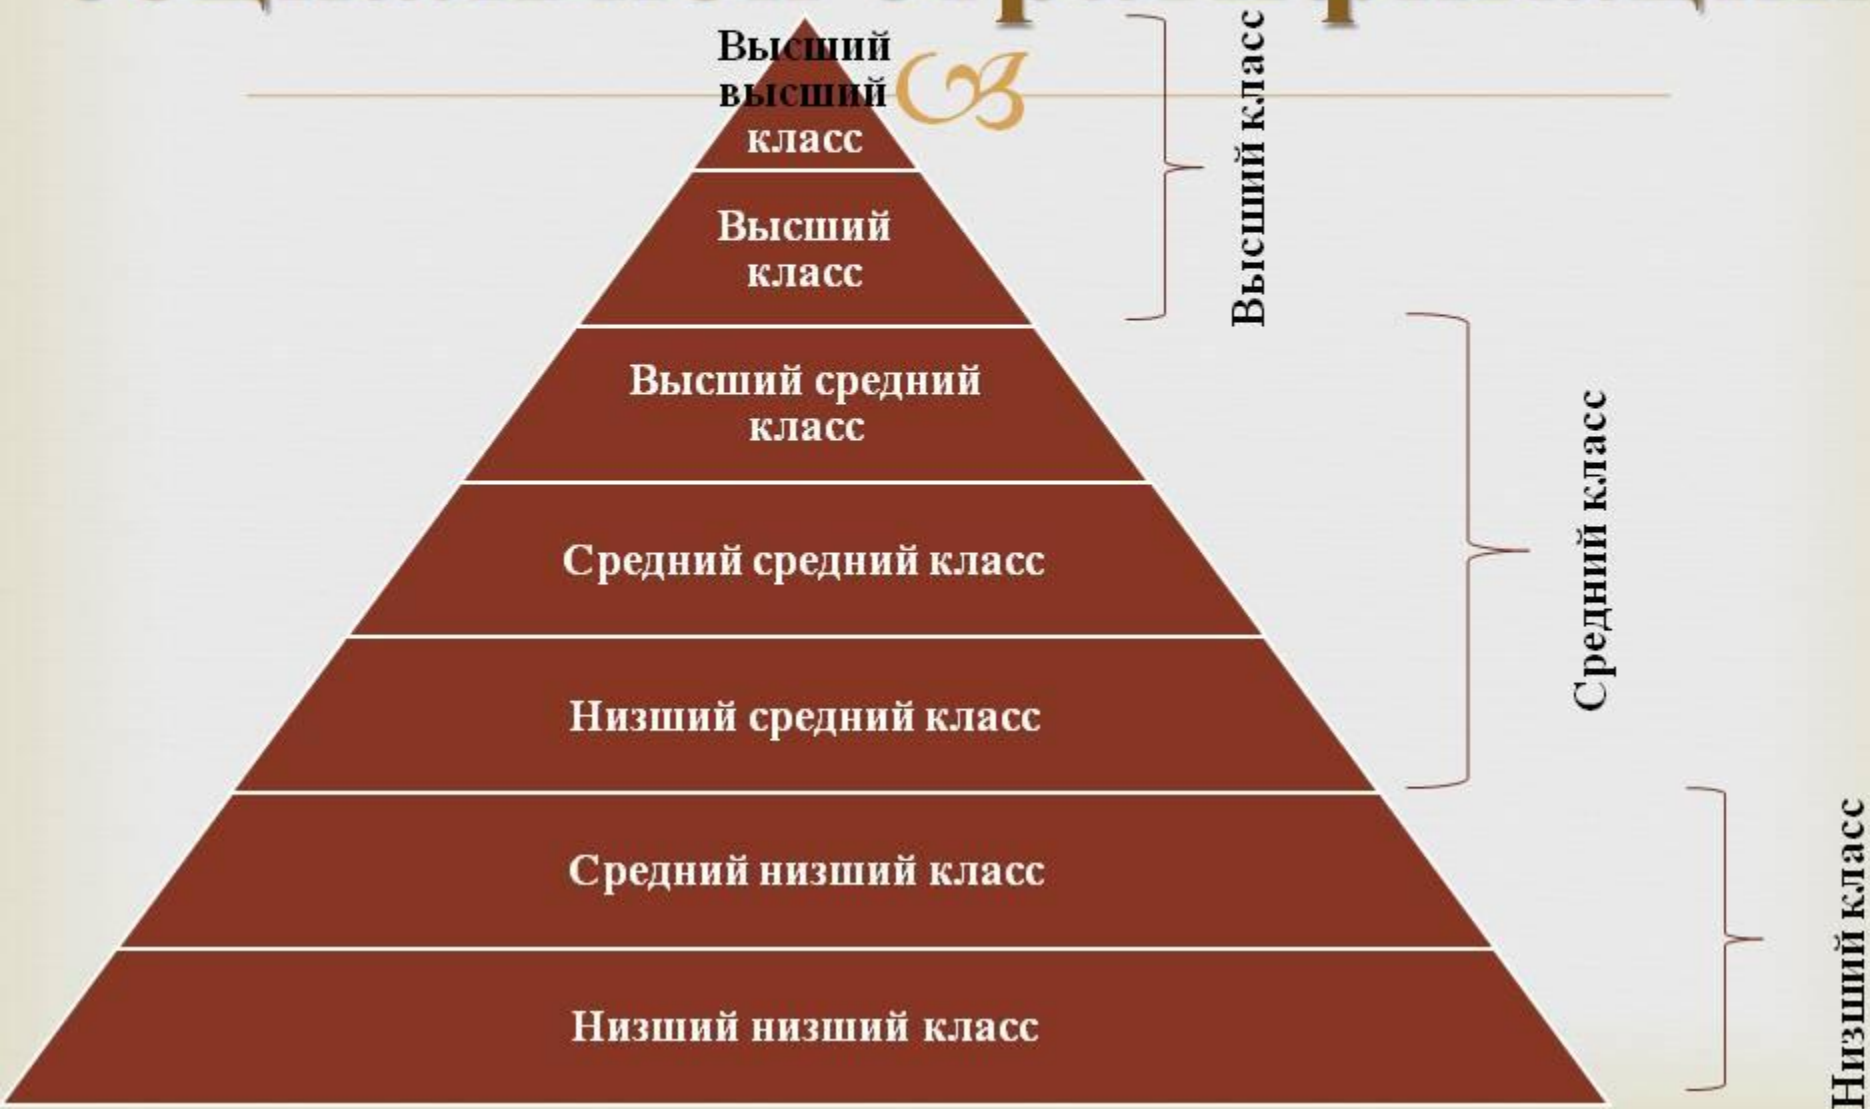 Высший
высший
класс
Высший
класс
Высший средний
класс
Средний средний класс
Низший средний класс
Средний низший класс
Низший низший класс
Высший класс
Средний класс
Низший класс